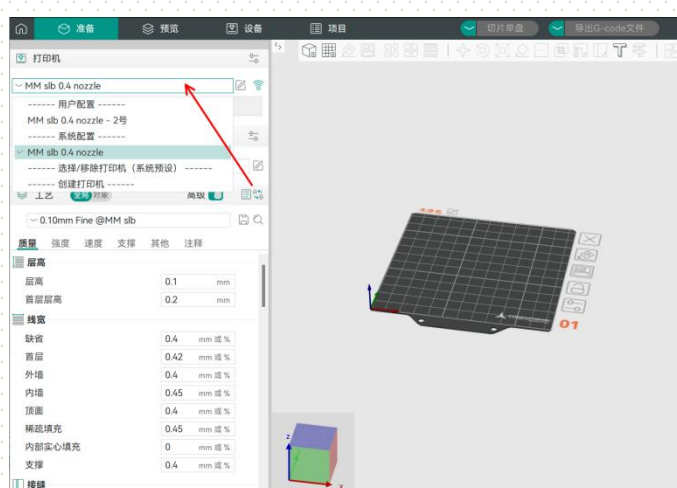 准备 预览 设备 项目 切片单盘 导出G-code文件
打印机
MM slb 0.4 nozzle
------ 用户配置 ------
MM slb 0.4 nozzle - 2号
------ 系统配置 ------
MM slb 0.4 nozzle
------ 选择/移除打印机（系统预设） ------
------ 创建打印机 ------
工艺 全局 对象 高级
0.10mm Fine @MM slb
质量 强度 速度 支撑 其他 注释
层高
层高 0.1 mm
首层层高 0.2 mm
线宽
缺省 0.4 mm 或 %
首层 0.42 mm 或 %
外墙 0.4 mm 或 %
内墙 0.45 mm 或 %
顶面 0.4 mm 或 %
稀疏填充 0.45 mm 或 %
内部实心填充 0 mm 或 %
支撑 0.4 mm 或 %
接缝
01
z
x